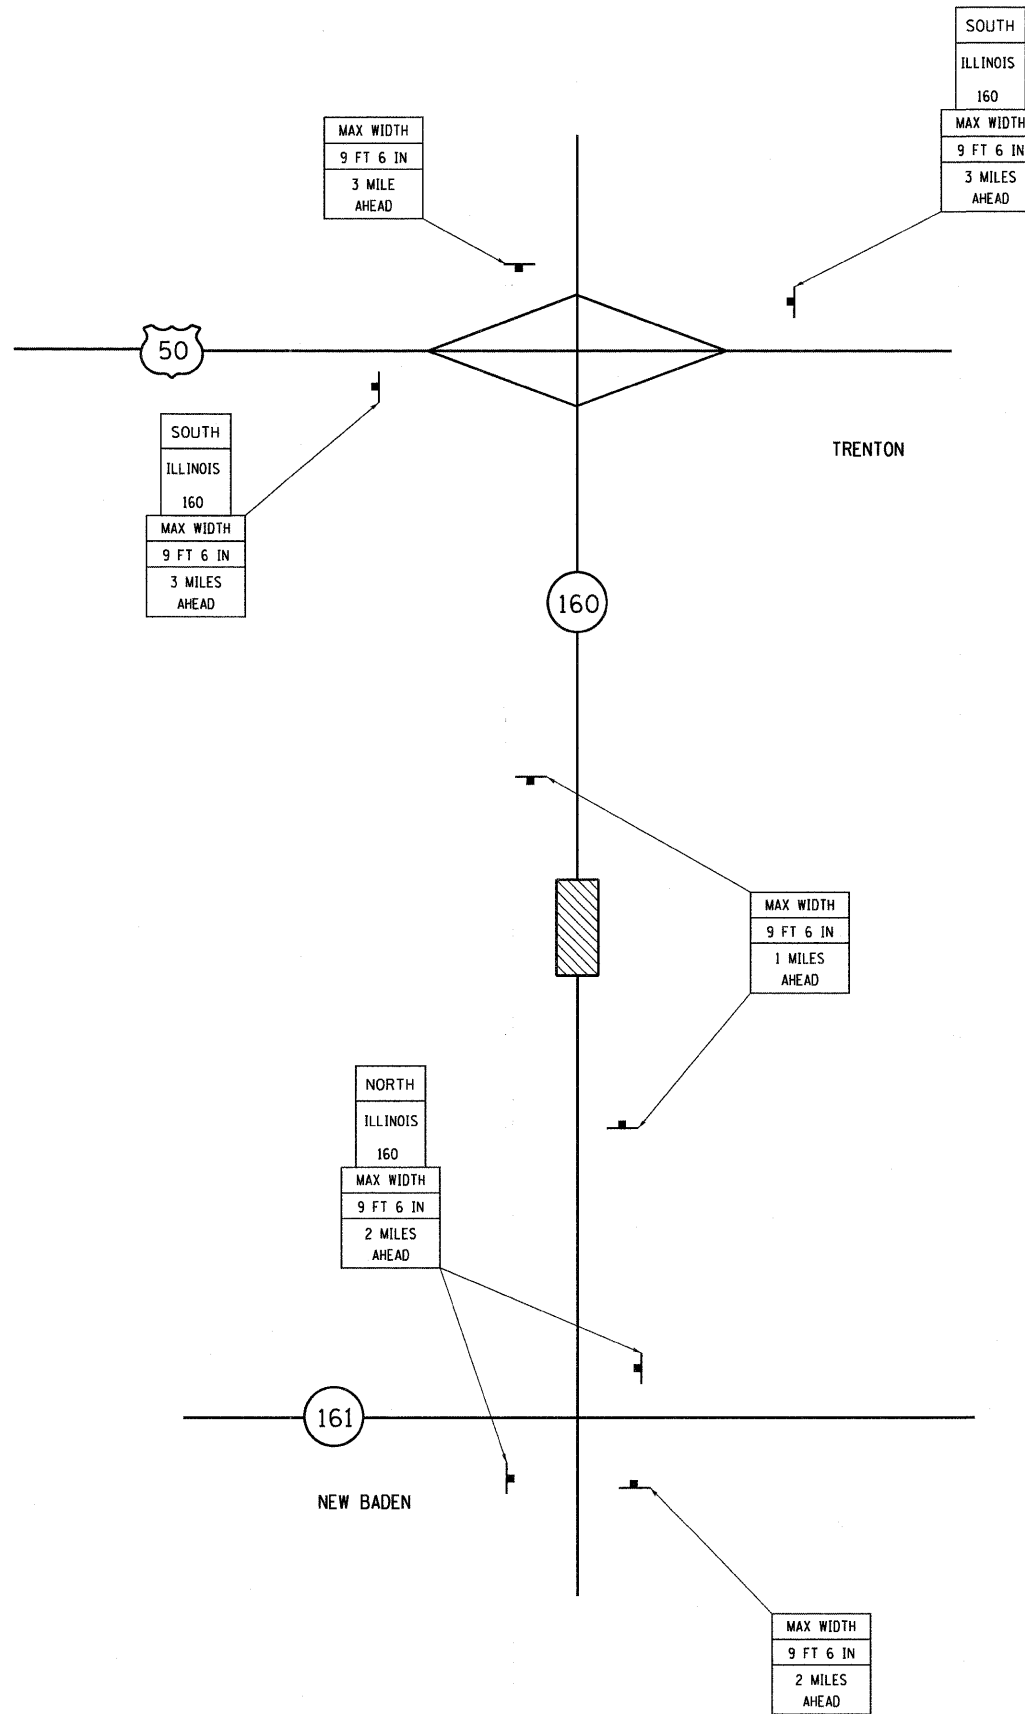 SOUTH
ILLINOIS
160
MAX WIDTH
9 FT 6 IN
3 MILES
AHEAD
MAX WIDTH
9 FT 6 IN
3 MILE
AHEAD
50
TRENTON
SOUTH
ILLINOIS
160
MAX WIDTH
9 FT 6 IN
3 MILES
AHEAD
160
MAX WIDTH
9 FT 6 IN
1 MILES
AHEAD
NORTH
ILLINOIS
160
MAX WIDTH
9 FT 6 IN
2 MILES
AHEAD
161
NEW BADEN
MAX WIDTH
9 FT 6 IN
2 MILES
AHEAD